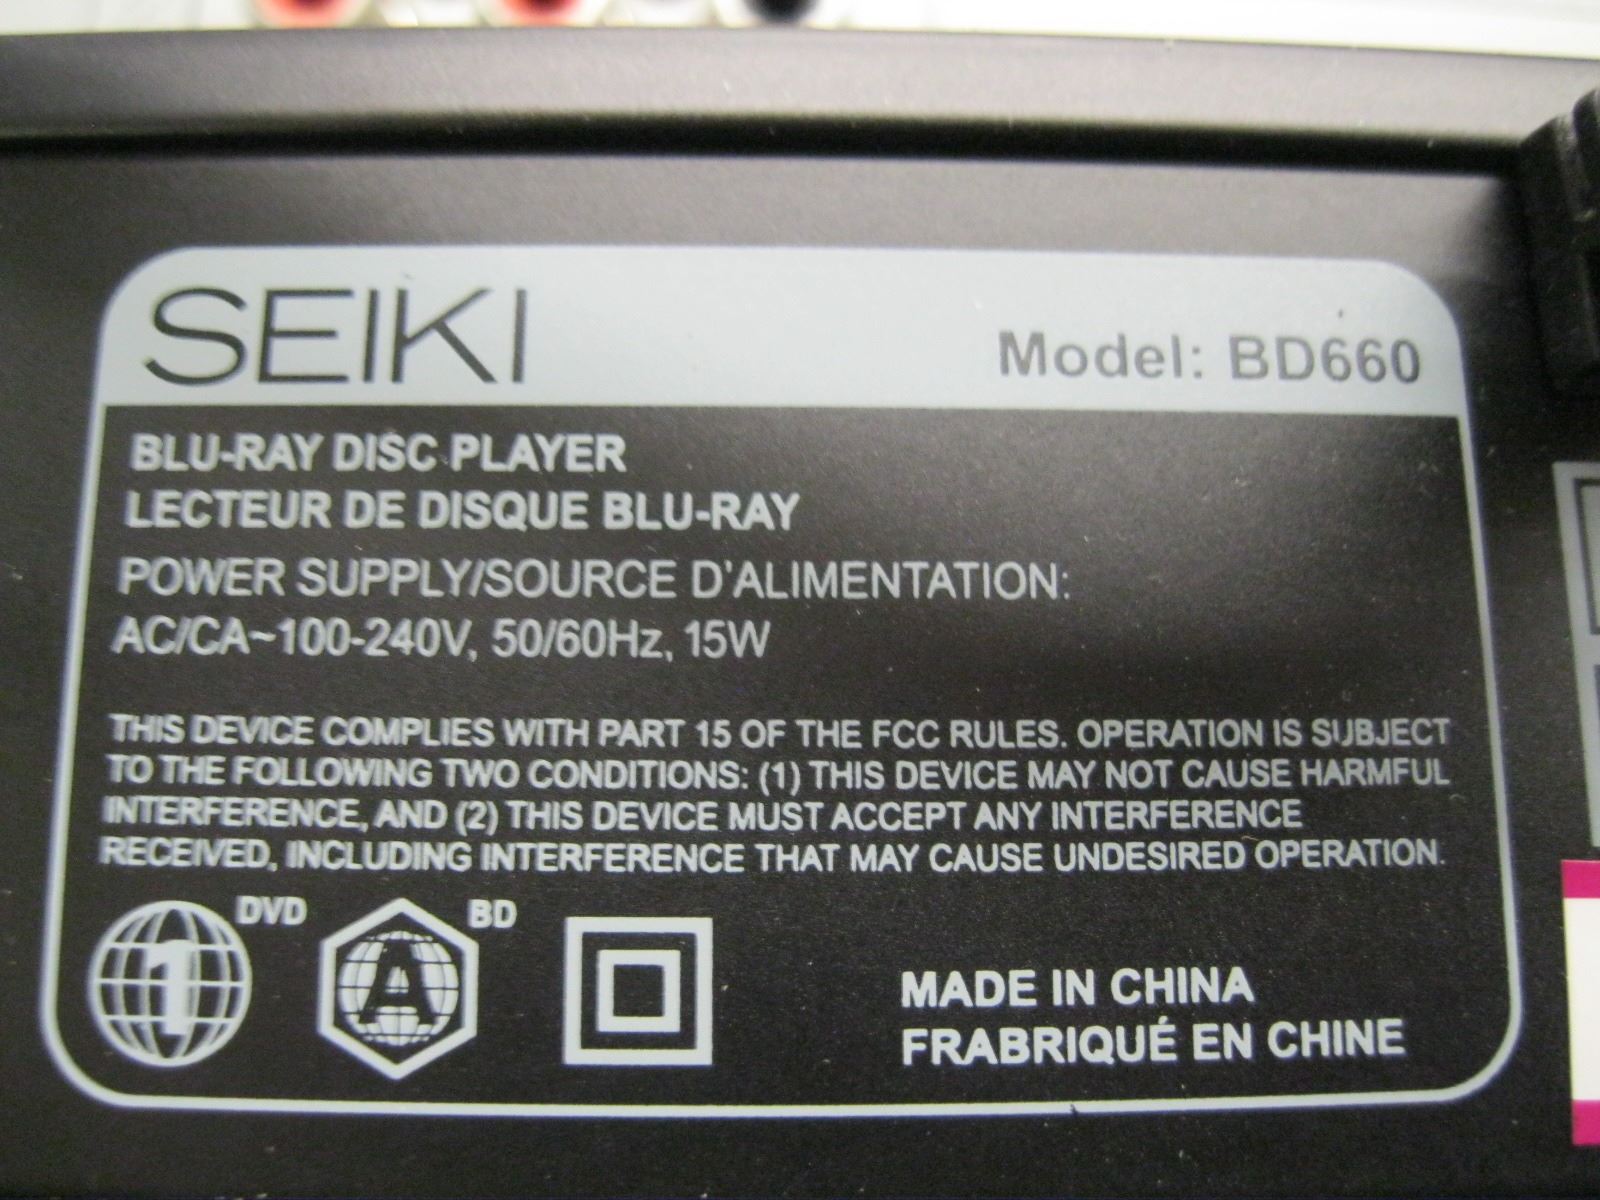 SEIKI
Model: BD660
BLU-RAY DISC PLAYER
LECTEUR DE DISQUE BLU-RAY
POWER SUPPLY/SOURCE D'ALIMENTATION:
AC/CA~100-240V, 50/60Hz, 15W
THIS DEVICE COMPLIES WITH PART 15 OF THE FCC RULES. OPERATION IS SUBJECT
TO THE FOLLOWING TWO CONDITIONS: (1) THIS DEVICE MAY NOT CAUSE HARMFUL
INTERFERENCE, AND (2) THIS DEVICE MUST ACCEPT ANY INTERFERENCE
RECEIVED, INCLUDING INTERFERENCE THAT MAY CAUSE UNDESIRED OPERATION.
1 DVD
A BD
MADE IN CHINA
FRABRIQUÉ EN CHINE